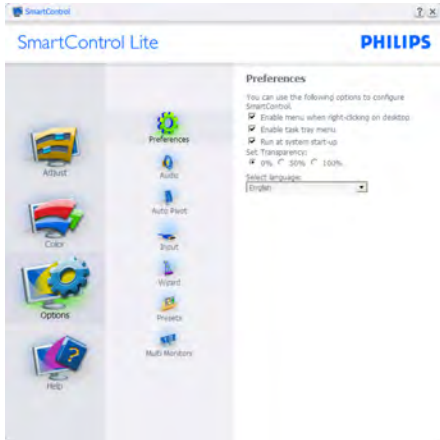 SmartControl
SmartControl Lite
PHILIPS
Adjust
Color
Options
Help
Preferences
Audio
Auto Pivot
Input
Wizard
Presets
Multi Monitors
Preferences
You can use the following options to configure
SmartControl.
Enable menu when right-clicking on desktop
Enable task tray menu
Run at system start-up
Set Transparency:
0% 50% 100%
Select language:
English